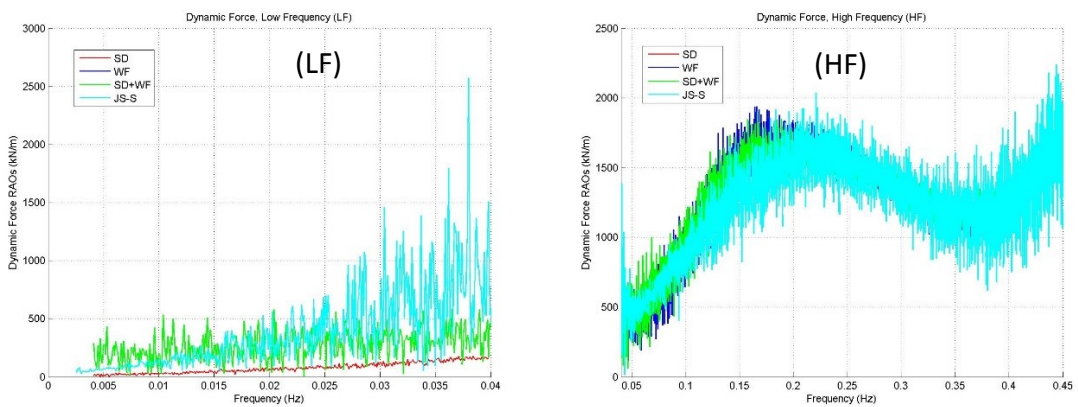 Dynamic Force, Low Frequency (LF)
3000
2500
2000
1500
1000
500
0
Dynamic Force RAOs (kN/m)
SD
WF
SD+WF
JS-S
(LF)
0 0.005 0.01 0.015 0.02 0.025 0.03 0.035 0.04
Frequency (Hz)
Dynamic Force, High Frequency (HF)
2500
2000
1500
1000
500
0
Dynamic Force RAOs (kN/m)
SD
WF
SD+WF
JS-S
(HF)
0.05 0.1 0.15 0.2 0.25 0.3 0.35 0.4 0.45
Frequency (Hz)